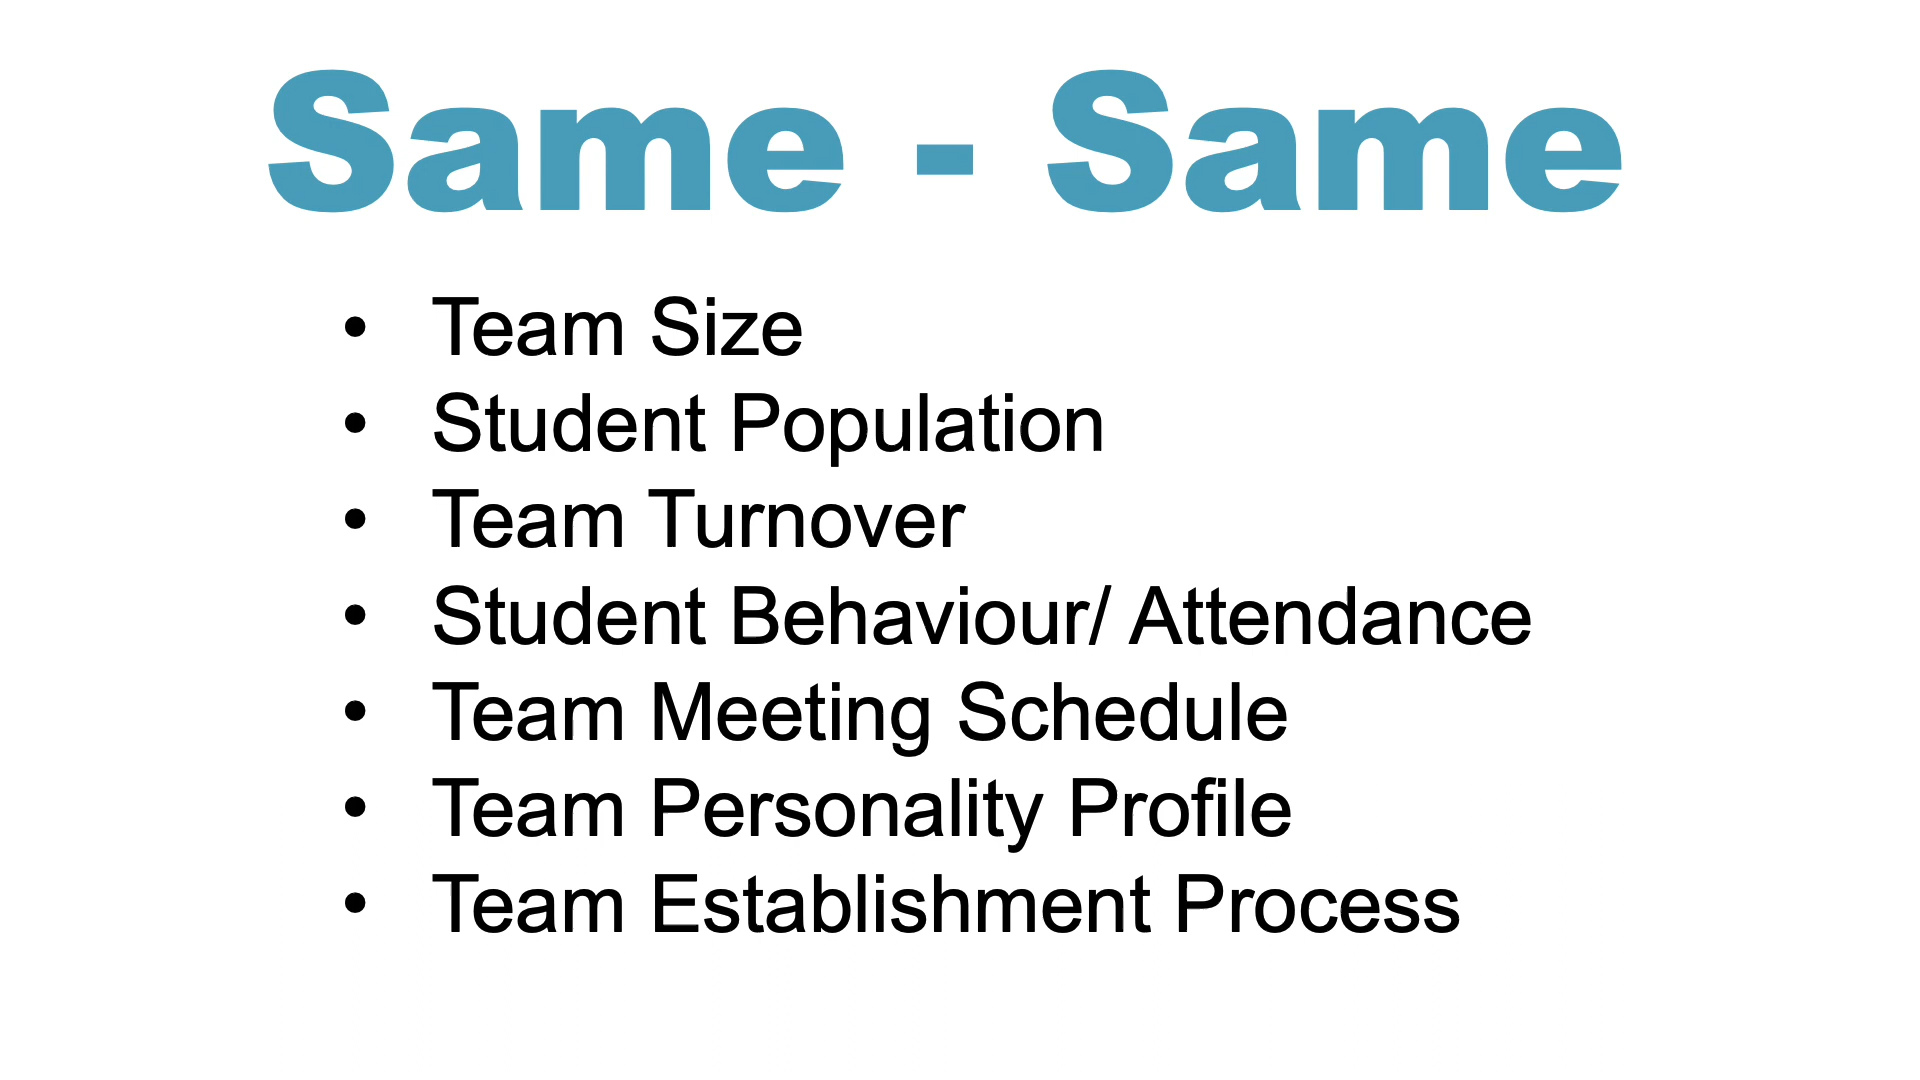 Same - Same
• Team Size
• Student Population
• Team Turnover
• Student Behaviour/ Attendance
• Team Meeting Schedule
• Team Personality Profile
• Team Establishment Process